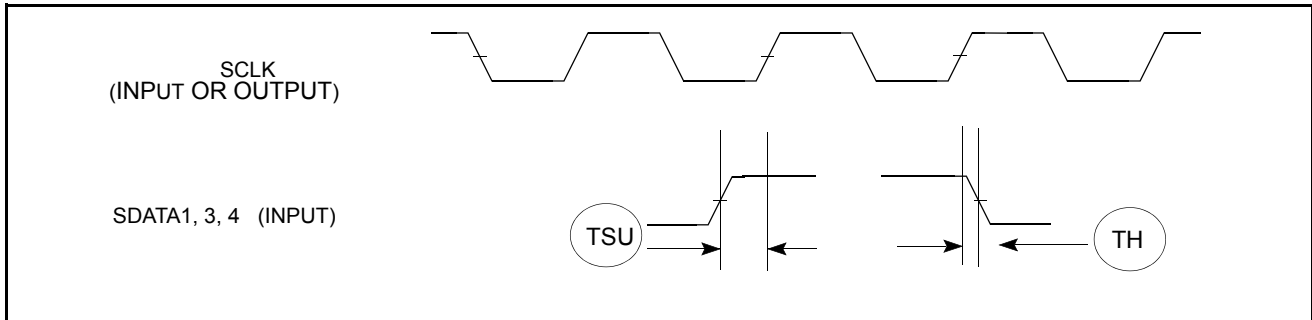 SCLK
(INPUT OR OUTPUT)
SDATA1, 3, 4 (INPUT)
TSU
TH